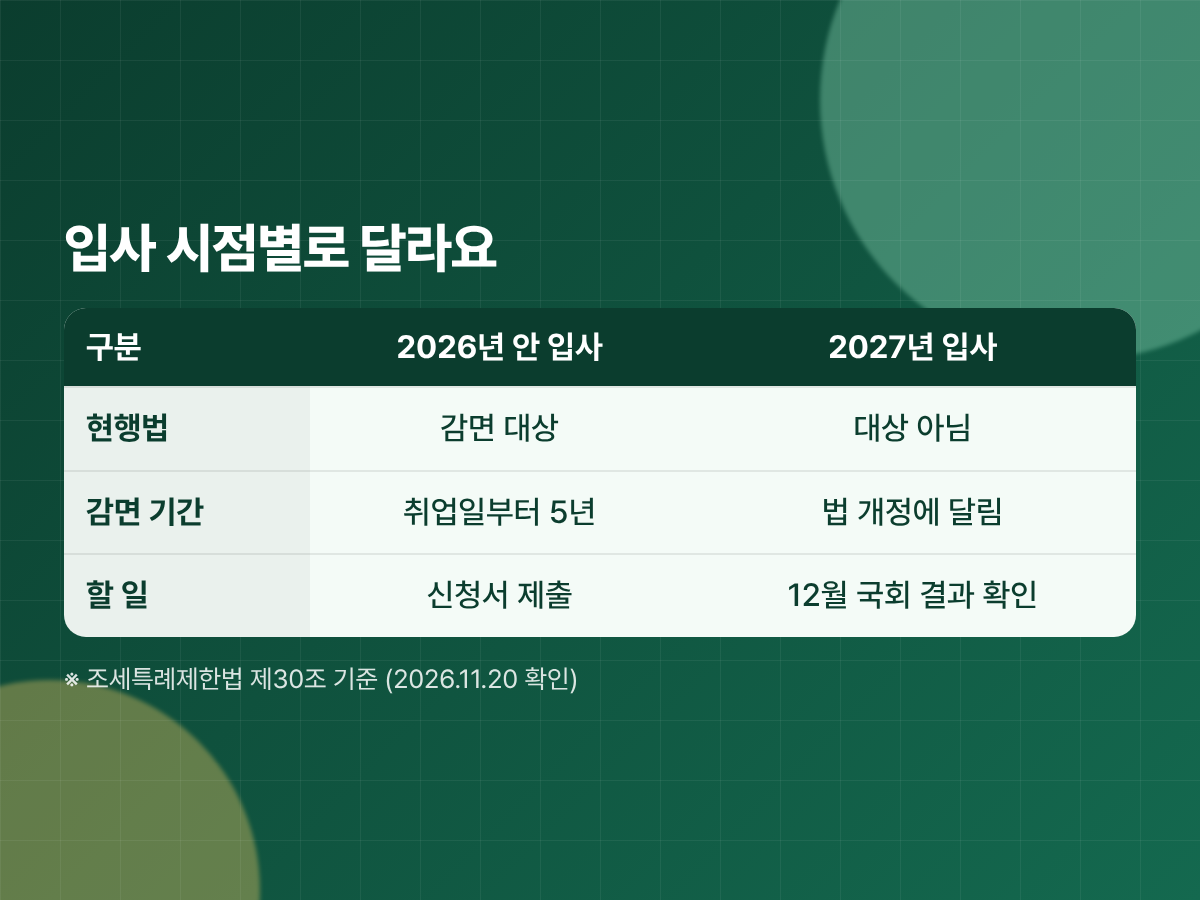 입사 시점별로 달라요
구분 2026년 안 입사 2027년 입사
현행법 감면 대상 대상 아님
감면 기간 취업일부터 5년 법 개정에 달림
할 일 신청서 제출 12월 국회 결과 확인
※ 조세특례제한법 제30조 기준 (2026.11.20 확인)